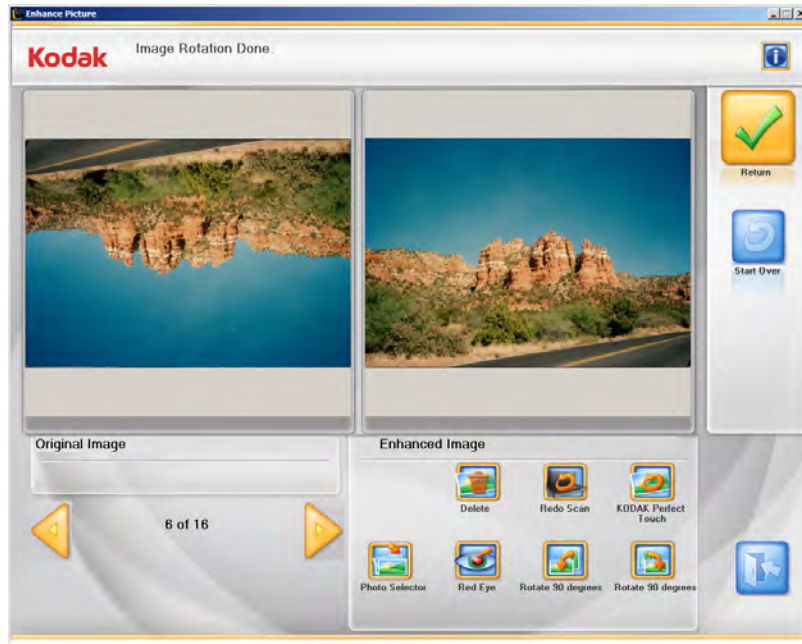 Enhance Picture
Kodak
Image Rotation Done.
Return
Start Over
Original Image
Enhanced Image
Delete
Redo Scan
KODAK Perfect
Touch
6 of 16
Photo Selector
Red Eye
Rotate 90 degrees
Rotate 90 degrees